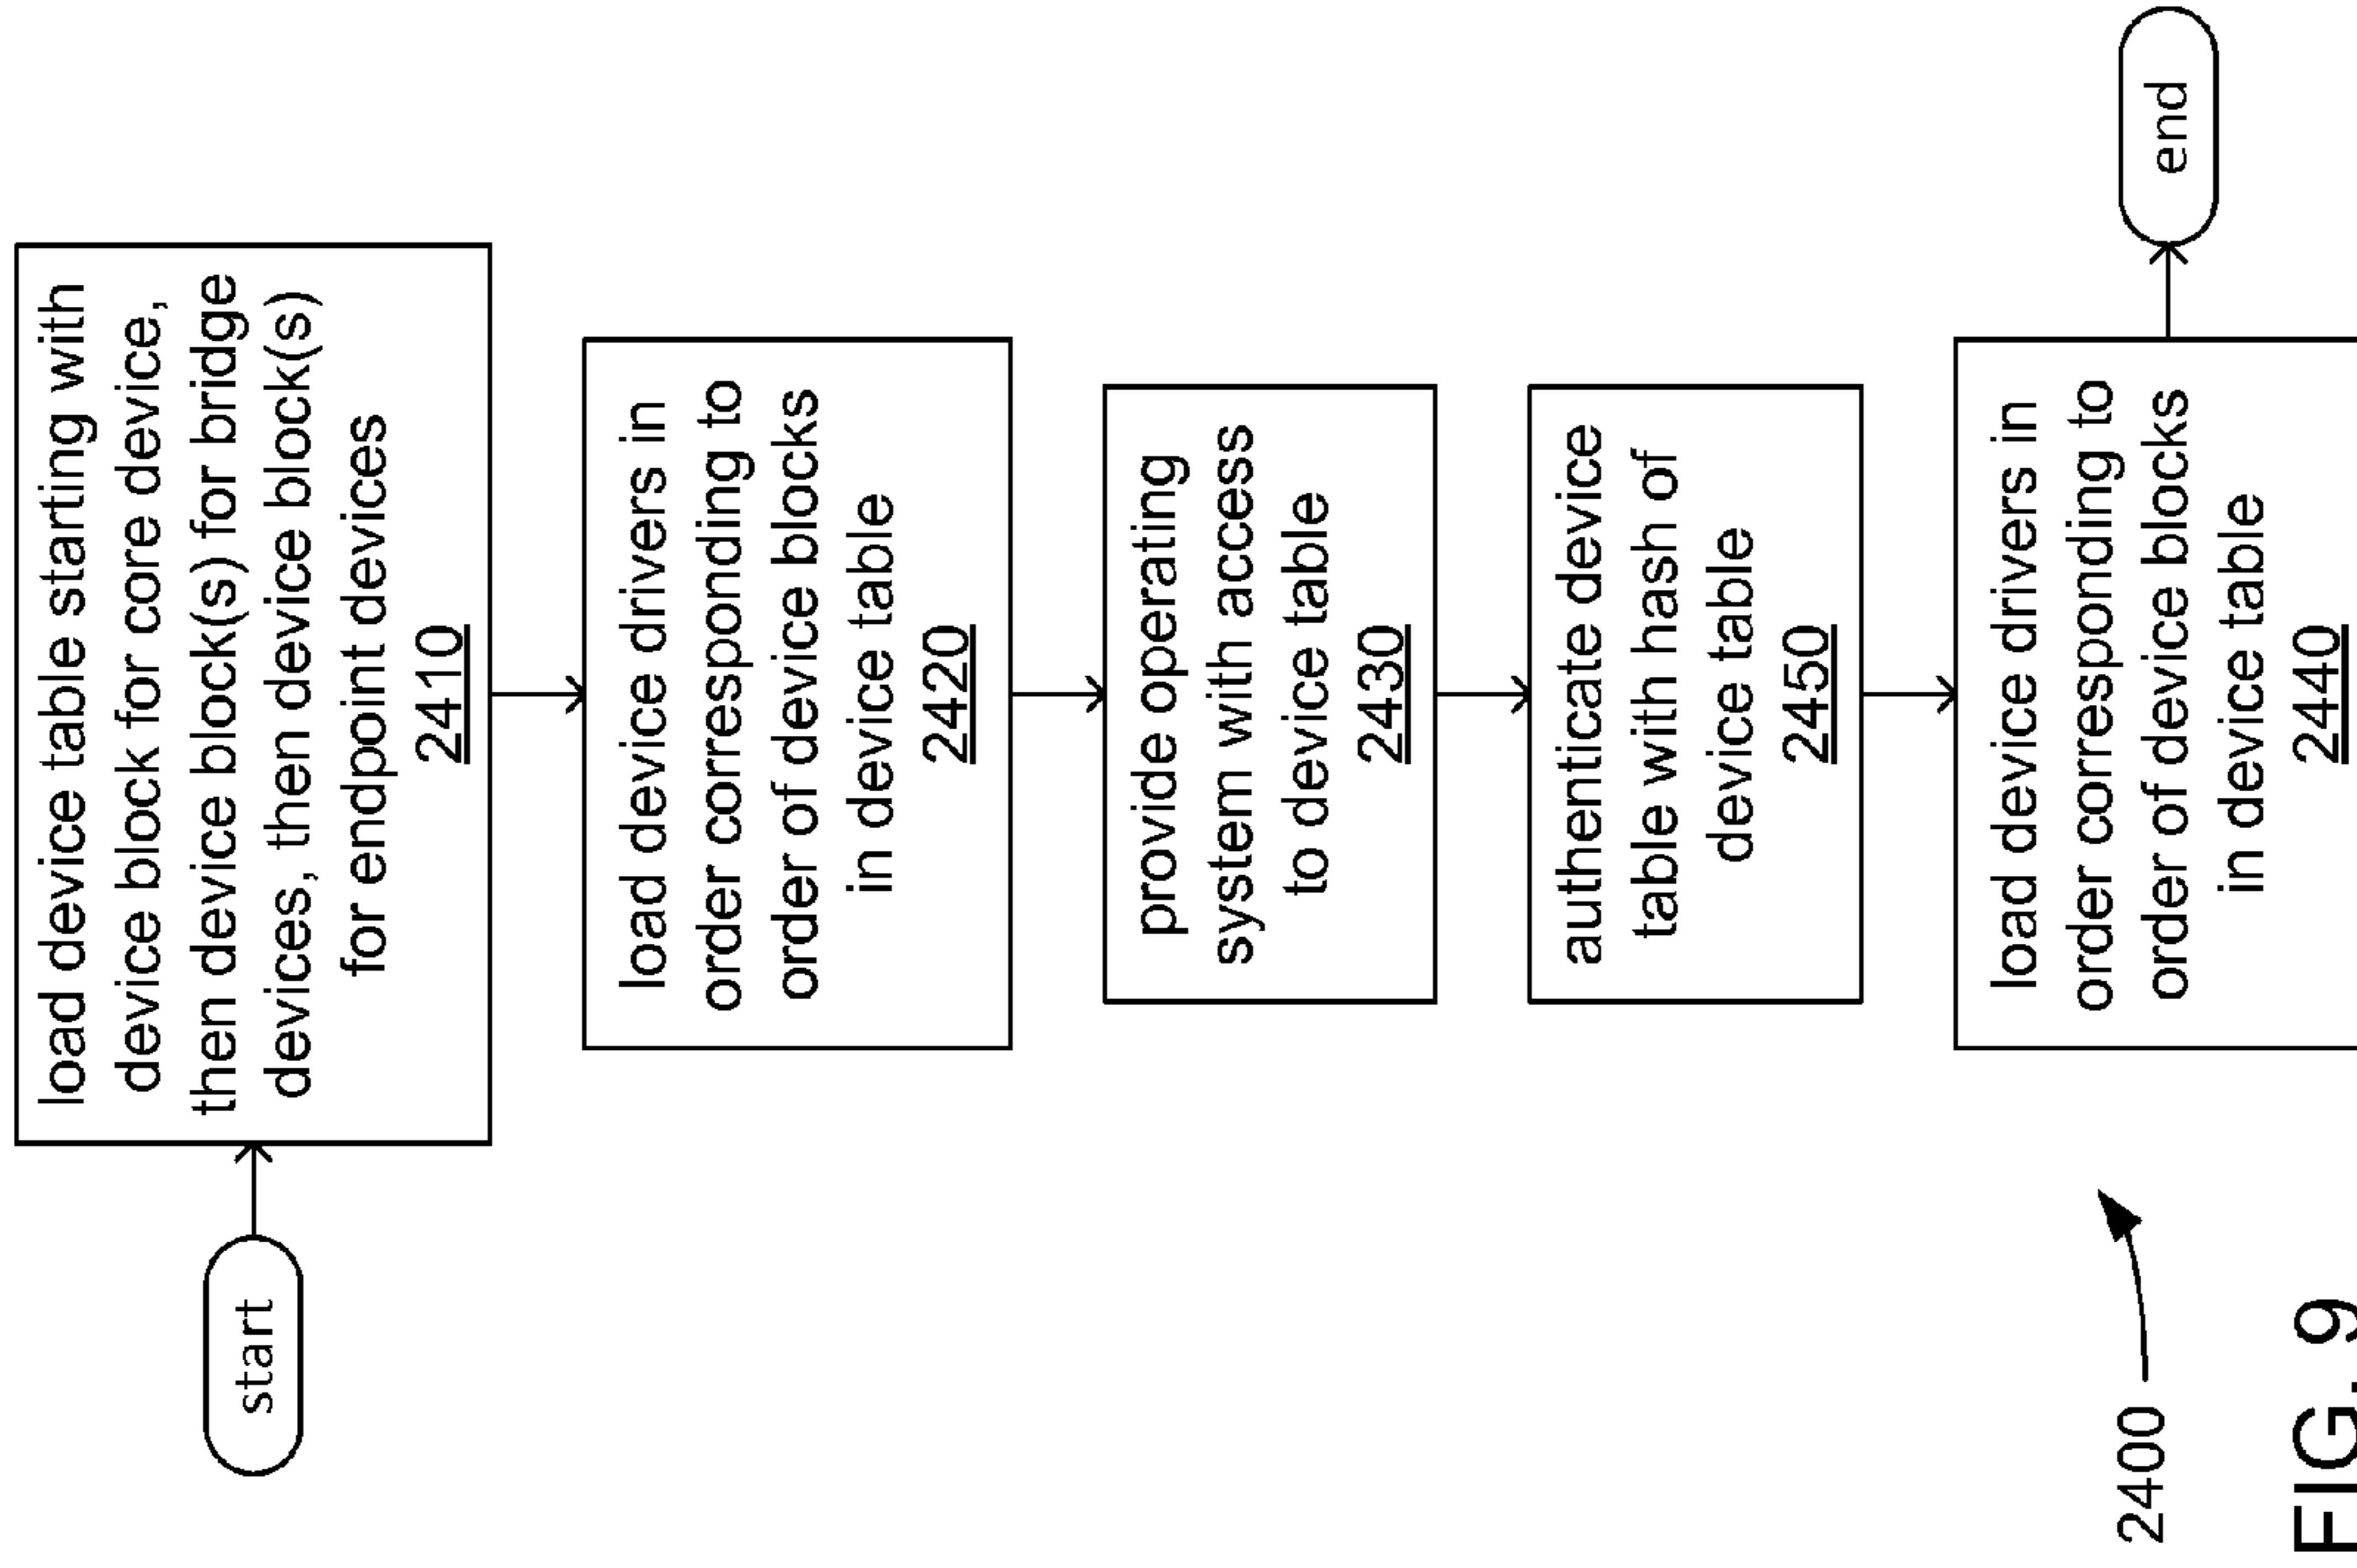 start
load device table starting with
device block for core device,
then device block(s) for bridge
devices, then device block(s)
for endpoint devices
2410
load device drivers in
order corresponding to
order of device blocks
in device table
2420
provide operating
system with access
to device table
2430
authenticate device
table with hash of
device table
2450
load device drivers in
order corresponding to
order of device blocks
in device table
2440
end
2400
FIG. 9